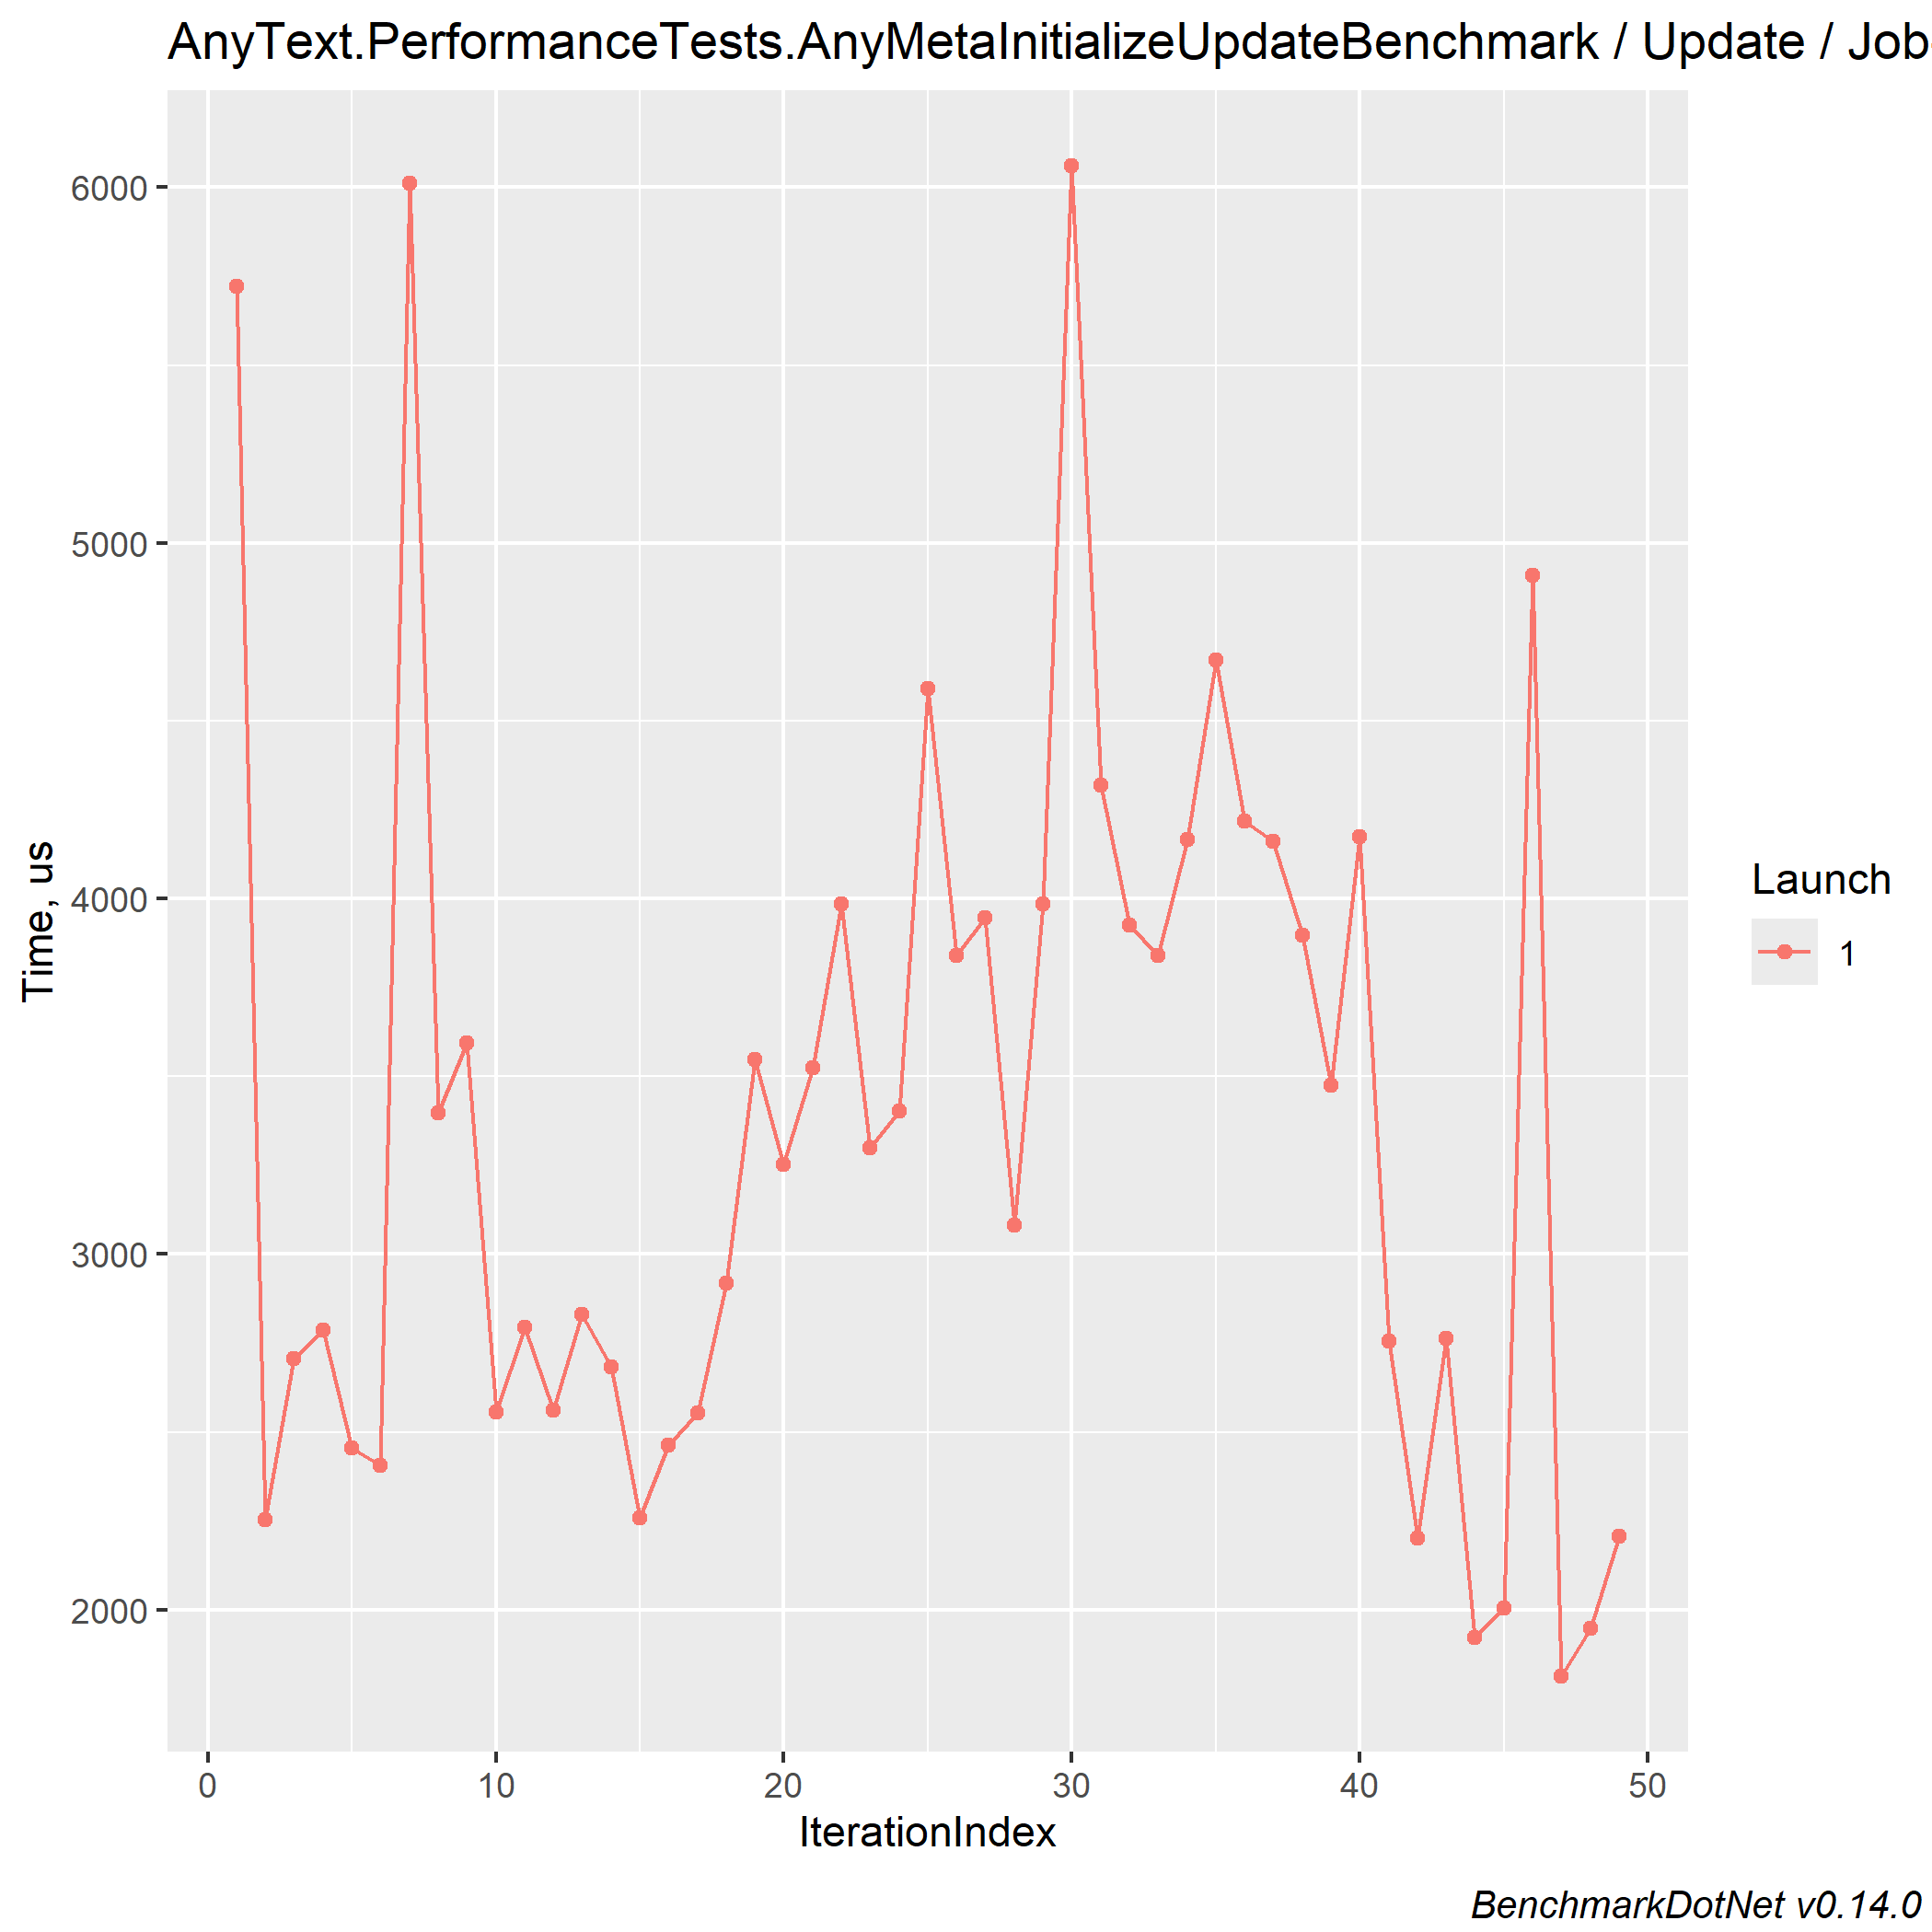 AnyText.PerformanceTests.AnyMetaInitializeUpdateBenchmark / Update / Job
6000
5000
4000
3000
2000
Time, us
0 10 20 30 40 50
IterationIndex
Launch
1
BenchmarkDotNet v0.14.0